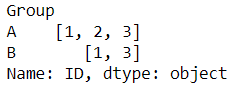 Group
A    [1, 2, 3]
B       [1, 3]
Name: ID, dtype: object